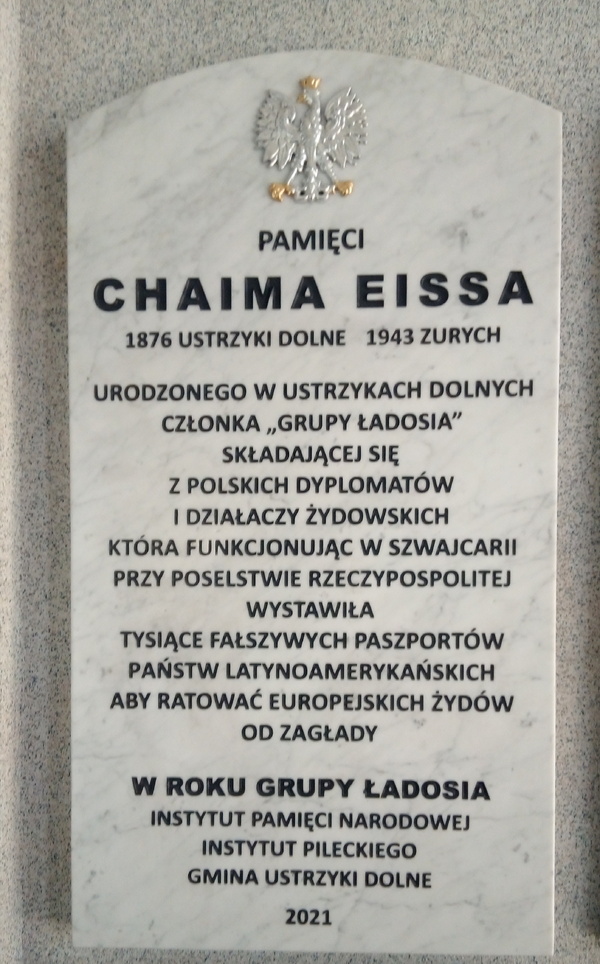 PAMIĘCI
CHAIMA EISSA
1876 USTRZYKI DOLNE 1943 ZURYCH
URODZONEGO W USTRZYKACH DOLNYCH
CZŁONKA „GRUPY ŁADOSIA”
SKŁADAJĄCEJ SIĘ
Z POLSKICH DYPLOMATÓW
I DZIAŁACZY ŻYDOWSKICH
KTÓRA FUNKCJONUJĄC W SZWAJCARII
PRZY POSELSTWIE RZECZYPOSPOLITEJ
WYSTAWIŁA
TYSIĄCE FAŁSZYWYCH PASZPORTÓW
PAŃSTW LATYNOAMERYKAŃSKICH
ABY RATOWAĆ EUROPEJSKICH ŻYDÓW
OD ZAGŁADY
W ROKU GRUPY ŁADOSIA
INSTYTUT PAMIĘCI NARODOWEJ
INSTYTUT PILECKIEGO
GMINA USTRZYKI DOLNE
2021